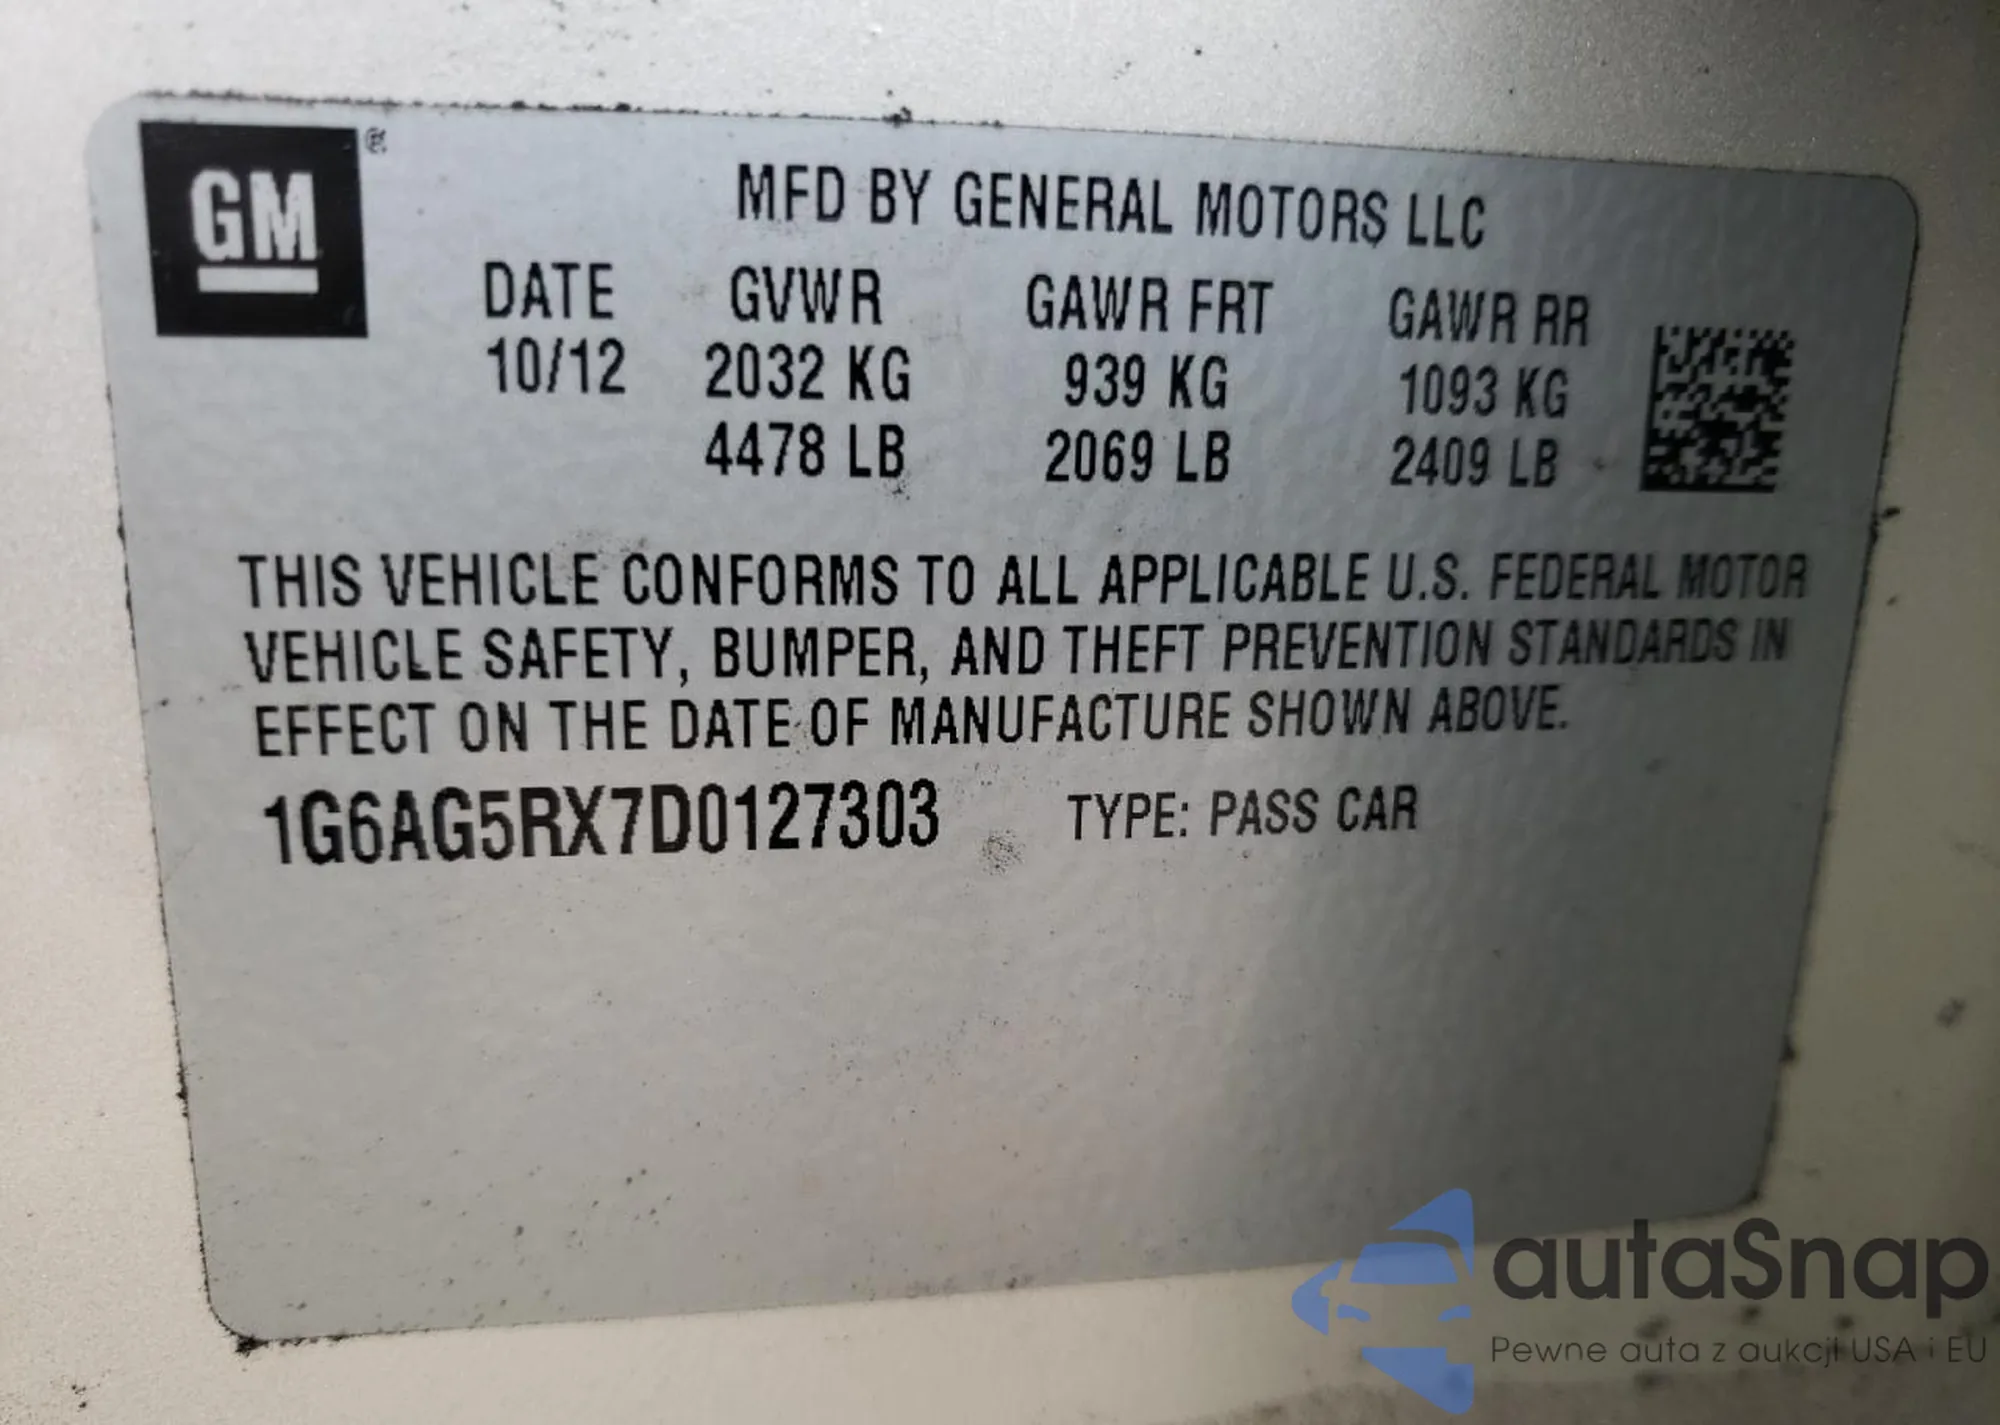 GM ®
MFD BY GENERAL MOTORS LLC
DATE GVWR GAWR FRT GAWR RR
10/12 2032 KG 939 KG 1093 KG
4478 LB 2069 LB 2409 LB
THIS VEHICLE CONFORMS TO ALL APPLICABLE U.S. FEDERAL MOTOR
VEHICLE SAFETY, BUMPER, AND THEFT PREVENTION STANDARDS IN
EFFECT ON THE DATE OF MANUFACTURE SHOWN ABOVE.
1G6AG5RX7D0127303 TYPE: PASS CAR
autaSnap
Pewne auta z aukcji USA i EU